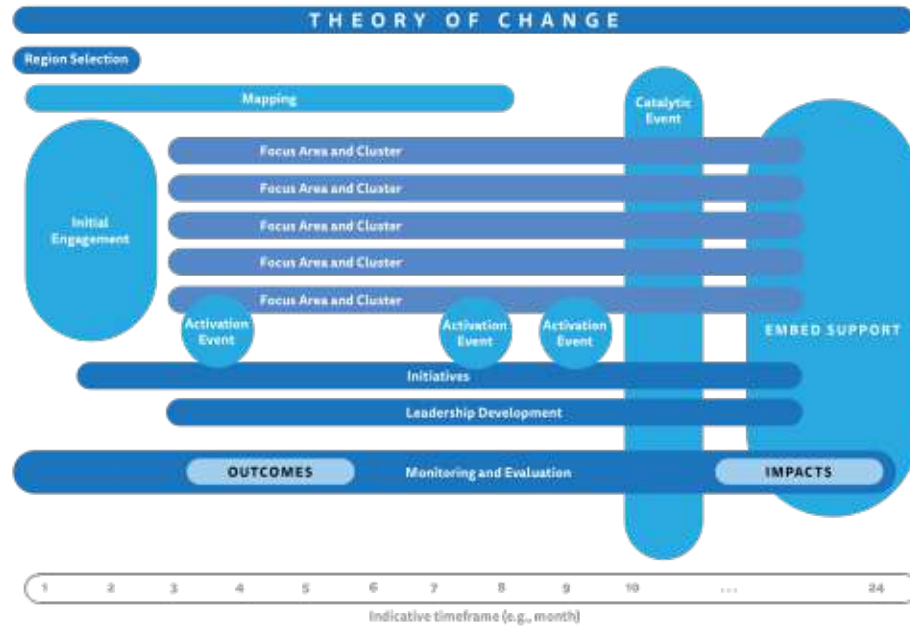 THEORY OF CHANGE
Region Selection
Mapping
Catalytic
Event
Focus Area and Cluster
Focus Area and Cluster
Initial
Engagement
Focus Area and Cluster
Focus Area and Cluster
Focus Area and Cluster
Activation
Event
Activation
Event
Activation
Event
EMBED SUPPORT
Initiatives
Leadership Development
OUTCOMES
Monitoring and Evaluation
IMPACTS
1 2 3 4 5 6 7 8 9 10 ... 24
Indicative timeframe (e.g., month)